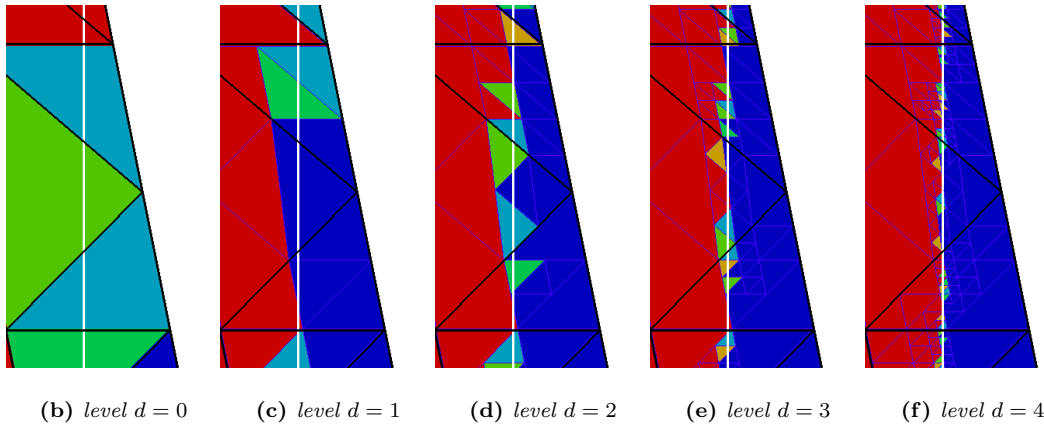 (b) level d = 0 (c) level d = 1 (d) level d = 2 (e) level d = 3 (f) level d = 4